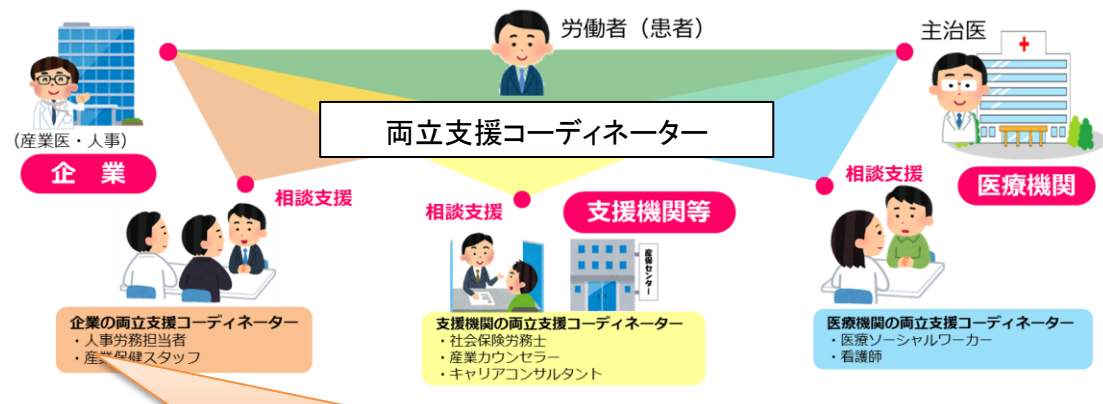 労働者（患者）
主治医
両立支援コーディネーター
（産業医・人事）
企　業
相談支援
相談支援
支援機関等
相談支援
医療機関
産保センター
企業の両立支援コーディネーター
・人事労務担当者
・産業保健スタッフ
支援機関の両立支援コーディネーター
・社会保険労務士
・産業カウンセラー
・キャリアコンサルタント
医療機関の両立支援コーディネーター
・医療ソーシャルワーカー
・看護師